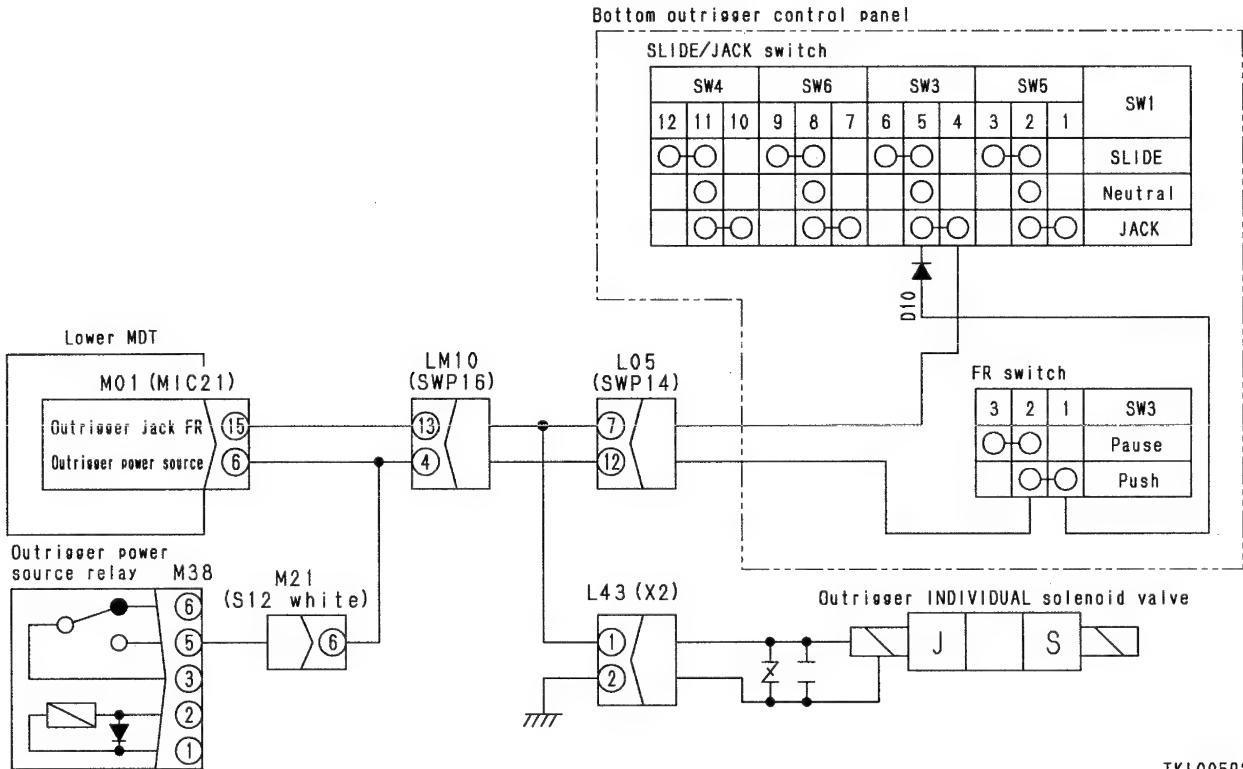 Bottom outrigger control panel
SLIDE/JACK switch
SW4 SW6 SW3 SW5 SW1
12 11 10 9 8 7 6 5 4 3 2 1
SLIDE
Neutral
JACK
D10
Lower MDT
M01 (MIC21)
LM10
(SWP16)
L05
(SWP14)
FR switch
3 2 1 SW3
Pause
Push
Outrigger jack FR 15 13 7
Outrigger power source 6 4 12
Outrigger power
source relay M38
M21
(S12 white)
L43 (X2)
Outrigger INDIVIDUAL solenoid valve
6
5
3
2
1
6
1
2
J S